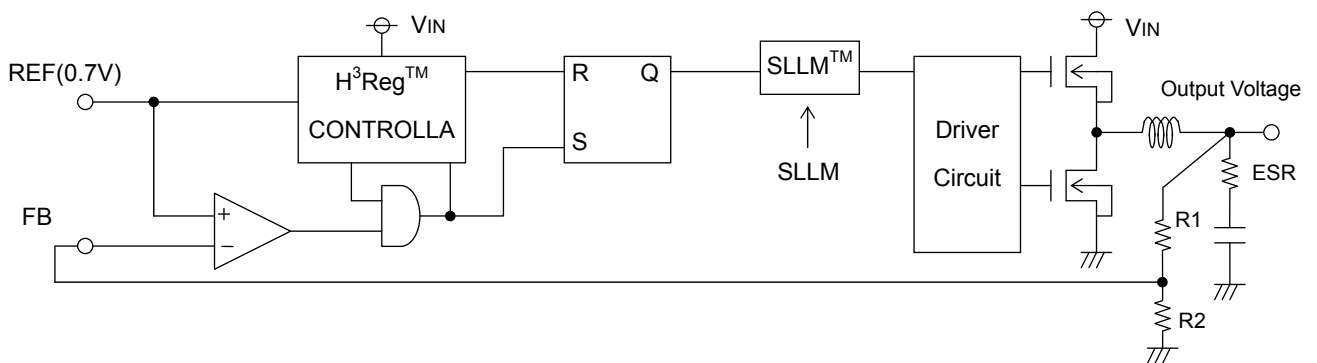 VIN
REF(0.7V)
H³Reg™
CONTROLLA
R
Q
S
SLLM™
SLLM
Driver
Circuit
VIN
Output Voltage
ESR
R1
R2
FB
+
−